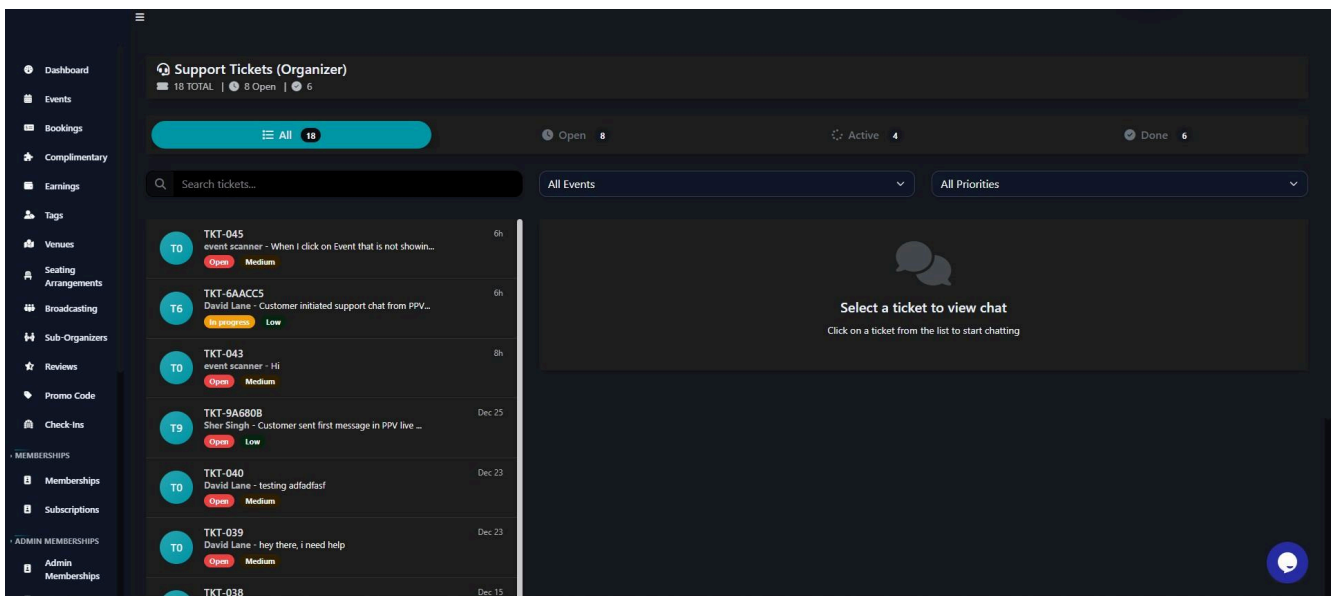 Dashboard
Events
Bookings
Complimentary
Earnings
Tags
Venues
Seating
Arrangements
Broadcasting
Sub-Organizers
Reviews
Promo Code
Check-Ins
MEMBERSHIPS
Memberships
Subscriptions
ADMIN MEMBERSHIPS
Admin
Memberships
Support Tickets (Organizer)
18 TOTAL | 8 Open | 6
All 18
Open 8
Active 4
Done 6
Search tickets...
All Events
All Priorities
TKT-045 6h
T0
event scanner - When I click on Event that is not showin...
Open Medium
TKT-6AACC5 6h
T6
David Lane - Customer initiated support chat from PPV...
In progress Low
TKT-043 8h
T0
event scanner - Hi
Open Medium
TKT-9A680B Dec 25
T9
Sher Singh - Customer sent first message in PPV live ...
Open Low
TKT-040 Dec 23
T0
David Lane - testing adfadfasf
Open Medium
TKT-039 Dec 23
T0
David Lane - hey there, i need help
Open Medium
TKT-038 Dec 15
Select a ticket to view chat
Click on a ticket from the list to start chatting